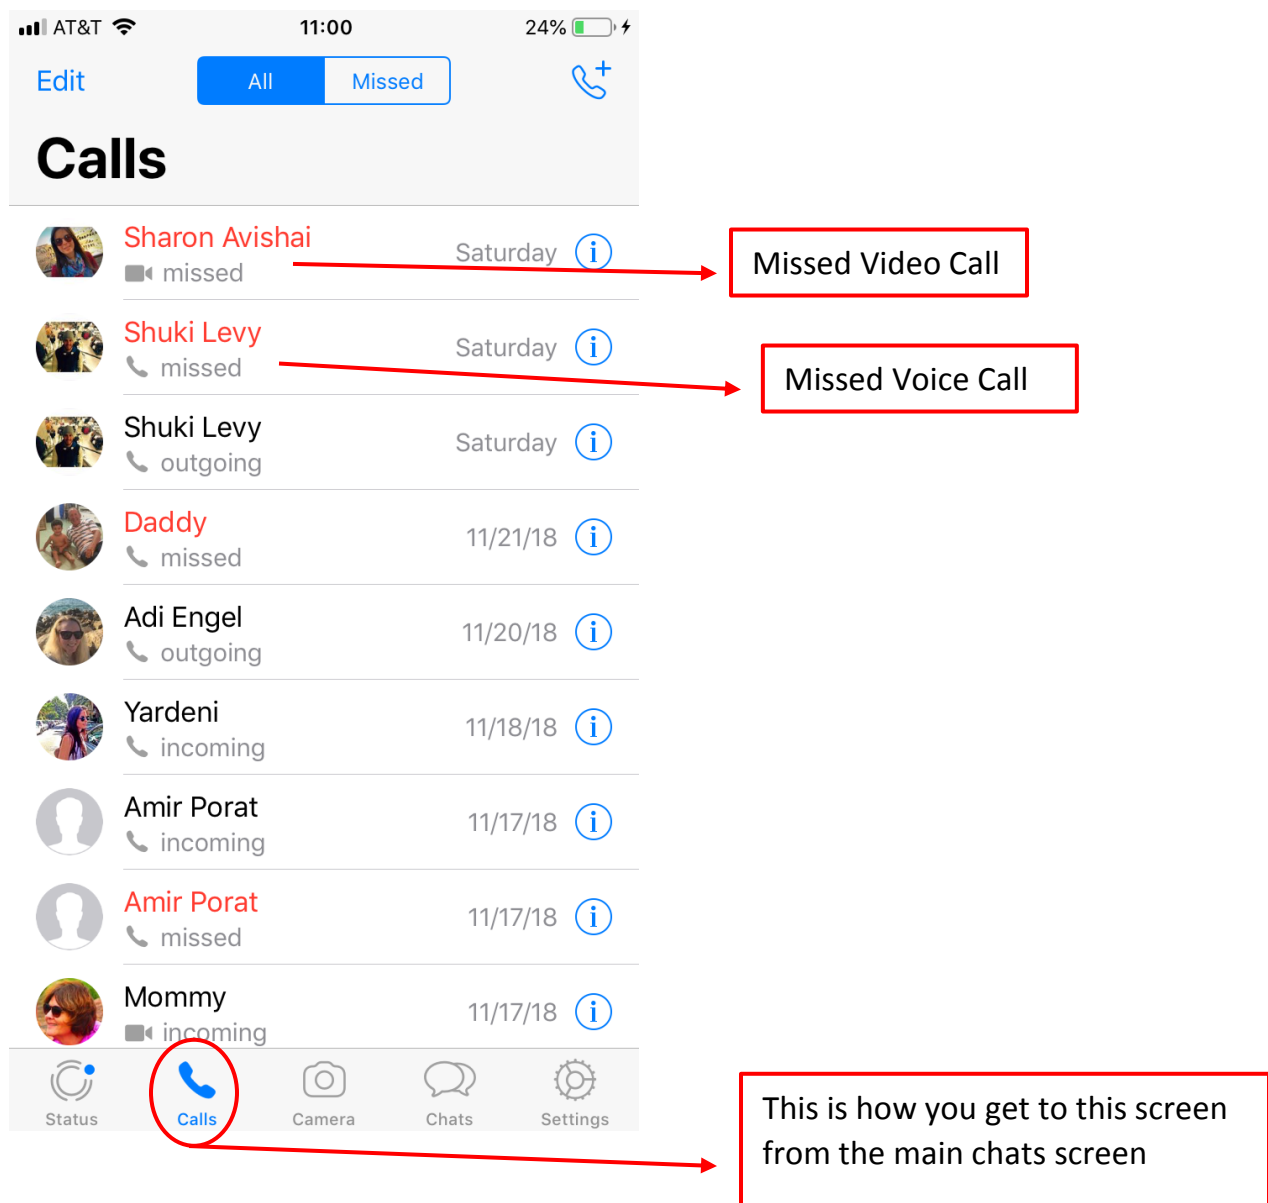 AT&T 11:00 24%
Edit All Missed
Calls
Sharon Avishai
missed Saturday
Missed Video Call
Shuki Levy
missed Saturday
Missed Voice Call
Shuki Levy
outgoing Saturday
Daddy
missed 11/21/18
Adi Engel
outgoing 11/20/18
Yardeni
incoming 11/18/18
Amir Porat
incoming 11/17/18
Amir Porat
missed 11/17/18
Mommy
incoming 11/17/18
Status Calls Camera Chats Settings
This is how you get to this screen
from the main chats screen